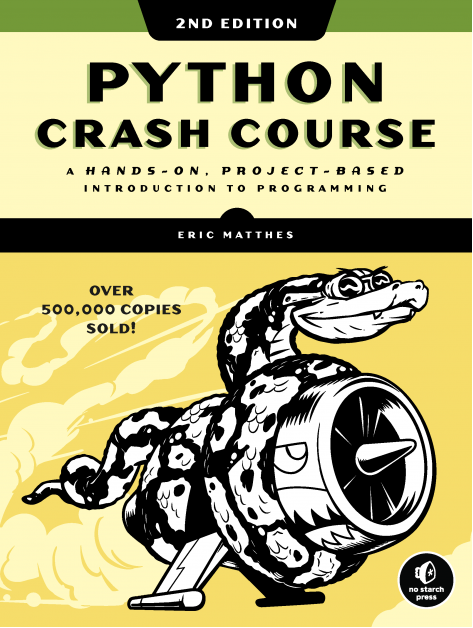 2ND EDITION
PYTHON
CRASH COURSE
A HANDS-ON, PROJECT-BASED
INTRODUCTION TO PROGRAMMING
ERIC MATTHES
OVER
500,000 COPIES
SOLD!
no starch
press